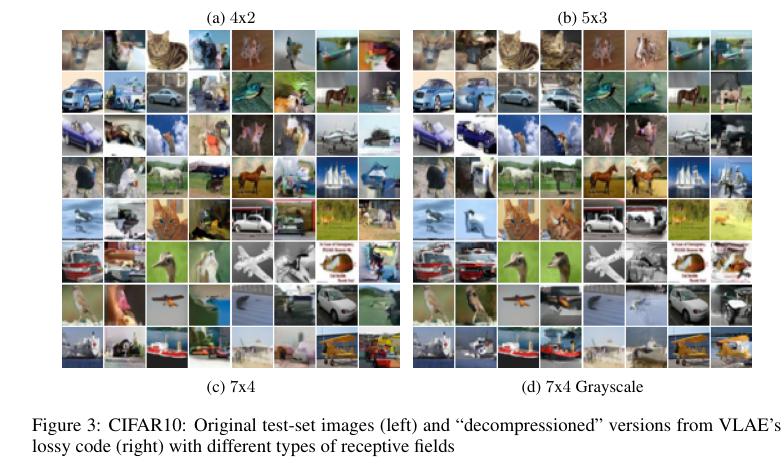 (a) 4x2
(b) 5x3
(c) 7x4
(d) 7x4 Grayscale
Figure 3: CIFAR10: Original test-set images (left) and “decompressioned” versions from VLAE’s
lossy code (right) with different types of receptive fields